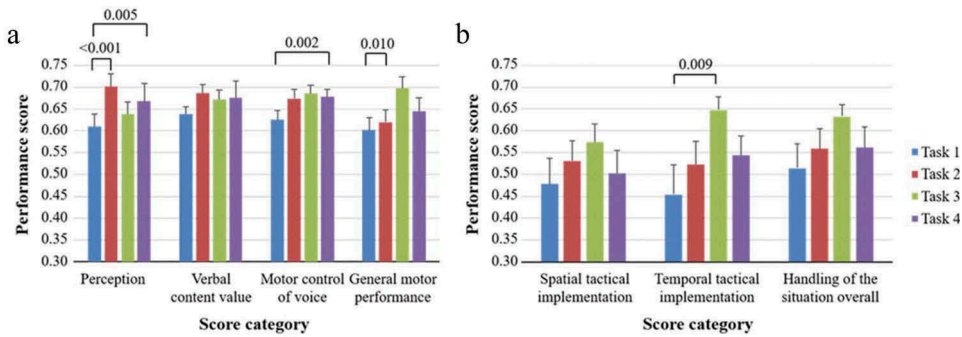 a
0.005
<0.001
0.002
0.010
Performance score
0.75
0.70
0.65
0.60
0.55
0.50
0.45
0.40
0.35
0.30
Perception
Verbal
content value
Motor control
of voice
General motor
performance
Score category
b
0.009
Performance score
0.75
0.70
0.65
0.60
0.55
0.50
0.45
0.40
0.35
0.30
Spatial tactical
implementation
Temporal tactical
implementation
Handling of the
situation overall
Score category
Task 1
Task 2
Task 3
Task 4